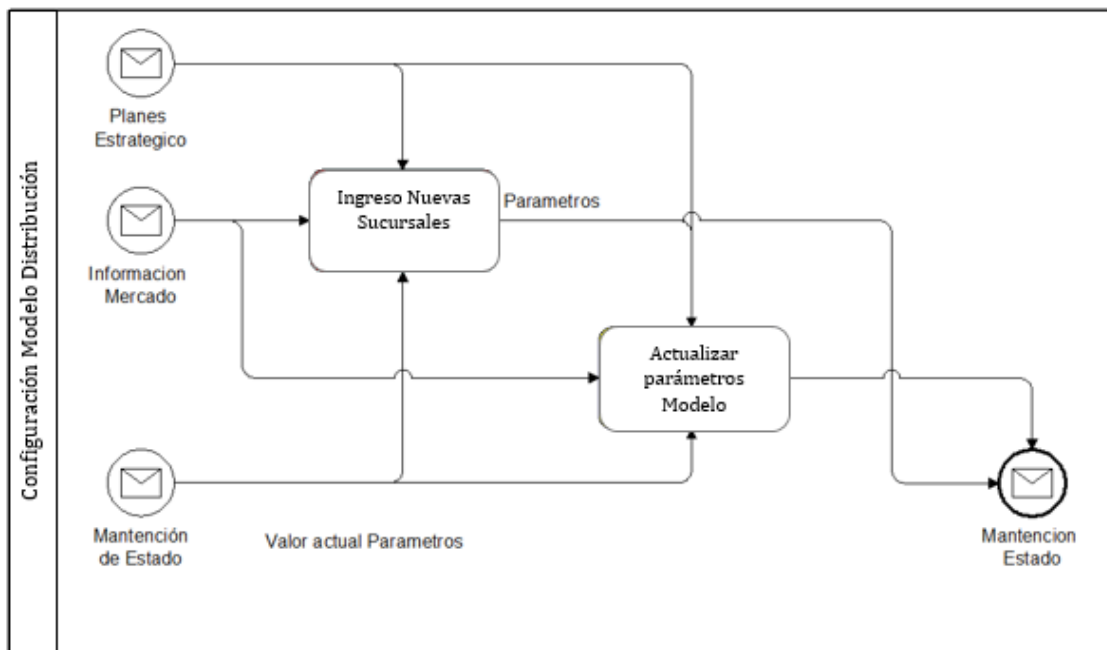 Configuración Modelo Distribución
Planes
Estrategico
Ingreso Nuevas
Sucursales
Parametros
Informacion
Mercado
Actualizar
parámetros
Modelo
Mantención
de Estado
Valor actual Parametros
Mantencion
Estado